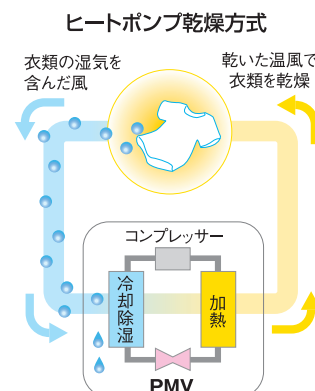 ヒートポンプ乾燥方式
衣類の湿気を
含んだ風
乾いた温風で
衣類を乾燥
コンプレッサー
冷却除湿
加熱
PMV